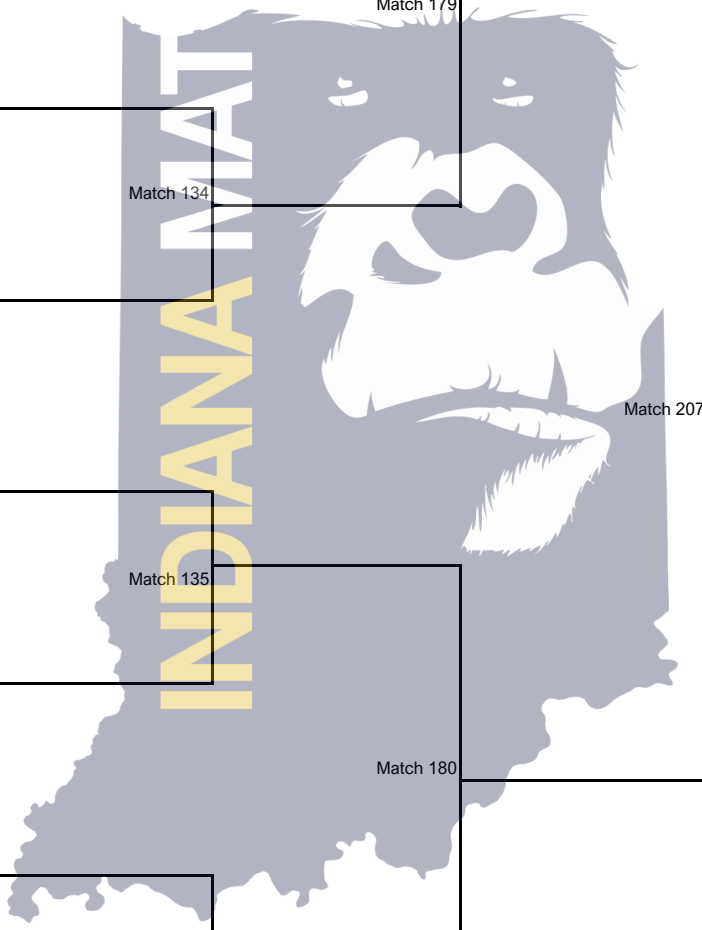 Match 179
Match 134
INDIANA MAT
Match 207
Match 135
Match 180